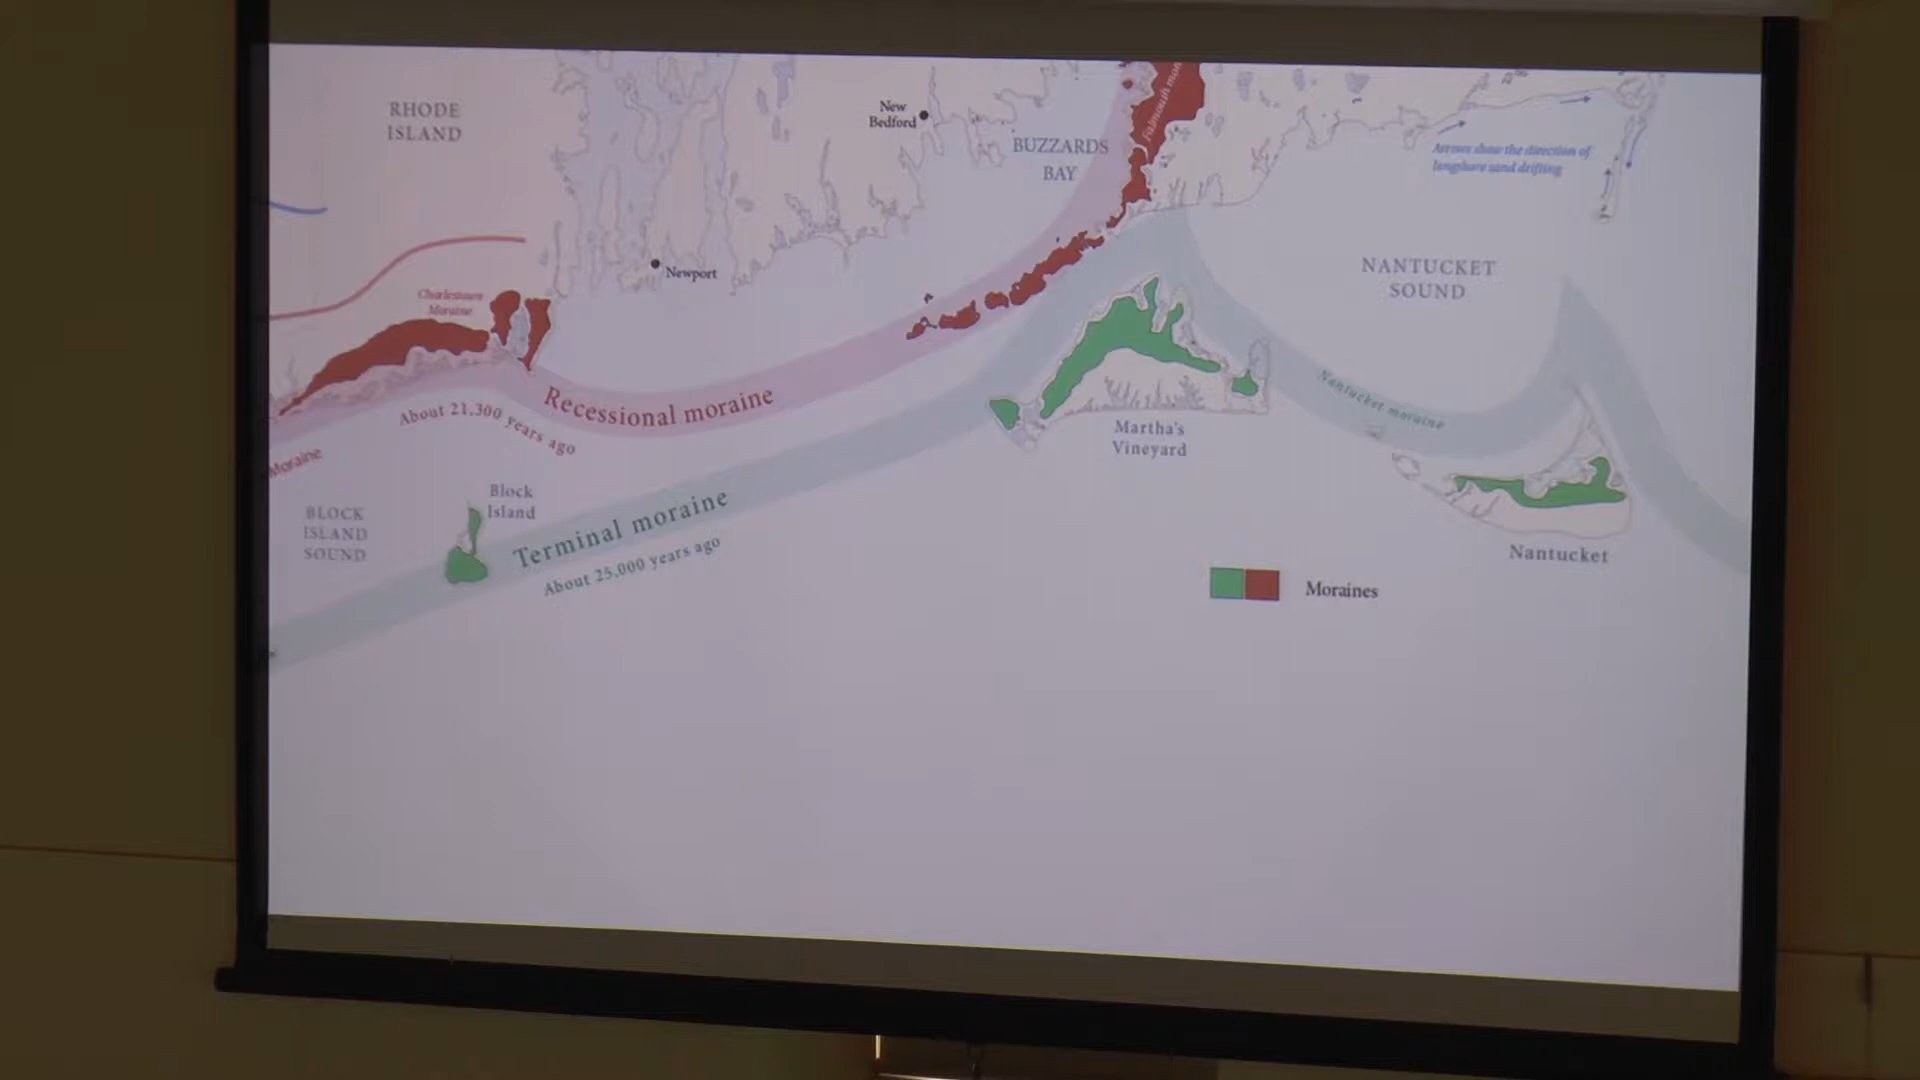 RHODE
ISLAND
New
Bedford
BUZZARDS
BAY
Falmouth
Arrows show the direction of
longshore sand drifting
NANTUCKET
SOUND
Newport
Charlestown
Moraine
Recessional moraine
About 21,300 years ago
Nantucket moraine
Martha's
Vineyard
Moraine
Block
Island
BLOCK
ISLAND
SOUND
Terminal moraine
About 25,000 years ago
Nantucket
Moraines